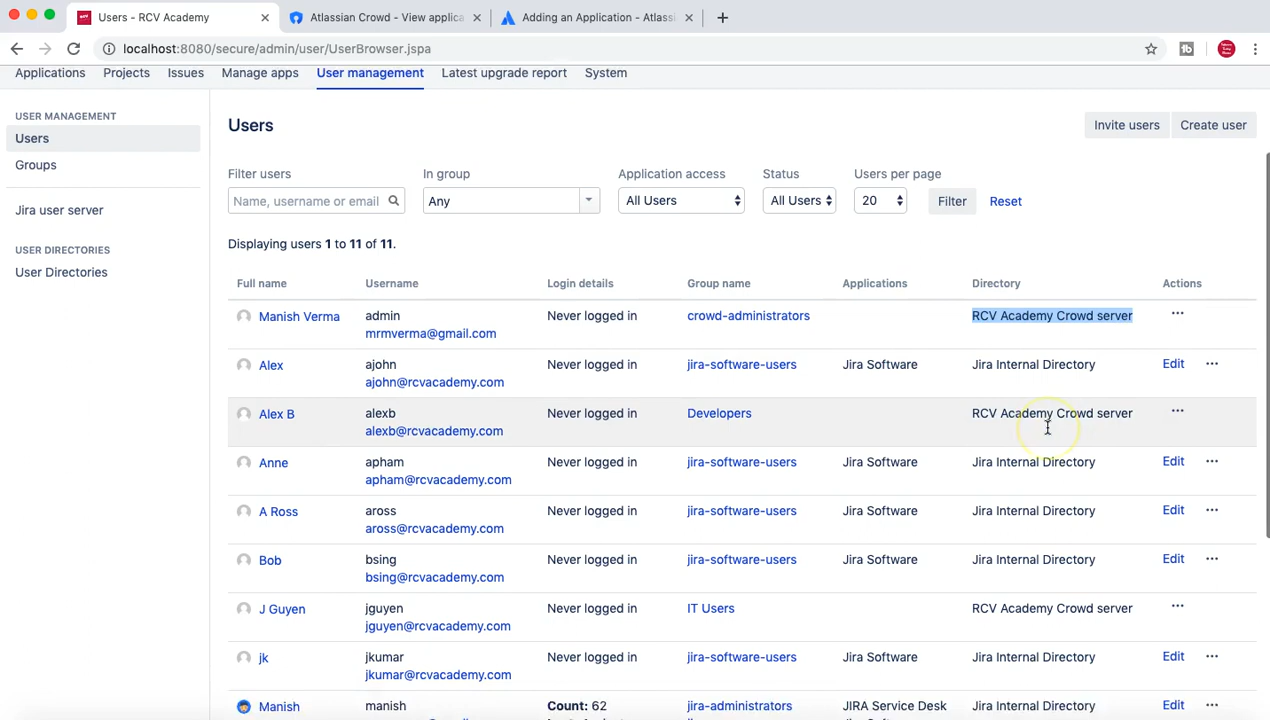 Users - RCV Academy
Atlassian Crowd - View applica
Adding an Application - Atlass
localhost:8080/secure/admin/user/UserBrowser.jspa
Applications Projects Issues Manage apps User management Latest upgrade report System
USER MANAGEMENT
Users
Groups
Jira user server
USER DIRECTORIES
User Directories
Users
Invite users Create user
Filter users In group Application access Status Users per page
Name, username or email Any All Users All Users 20 Filter Reset
Displaying users 1 to 11 of 11.
Full name Username Login details Group name Applications Directory Actions
Manish Verma admin Never logged in crowd-administrators RCV Academy Crowd server ...
mrmverma@gmail.com
Alex ajohn Never logged in jira-software-users Jira Software Jira Internal Directory Edit ...
ajohn@rcvacademy.com
Alex B alexb Never logged in Developers RCV Academy Crowd server ...
alexb@rcvacademy.com
Anne apham Never logged in jira-software-users Jira Software Jira Internal Directory Edit ...
apham@rcvacademy.com
A Ross aross Never logged in jira-software-users Jira Software Jira Internal Directory Edit ...
aross@rcvacademy.com
Bob bsing Never logged in jira-software-users Jira Software Jira Internal Directory Edit ...
bsing@rcvacademy.com
J Guyen jguyen Never logged in IT Users RCV Academy Crowd server ...
jguyen@rcvacademy.com
jk jkumar Never logged in jira-software-users Jira Software Jira Internal Directory Edit ...
jkumar@rcvacademy.com
Manish manish Count: 62 jira-administrators JIRA Service Desk Jira Internal Directory Edit ...